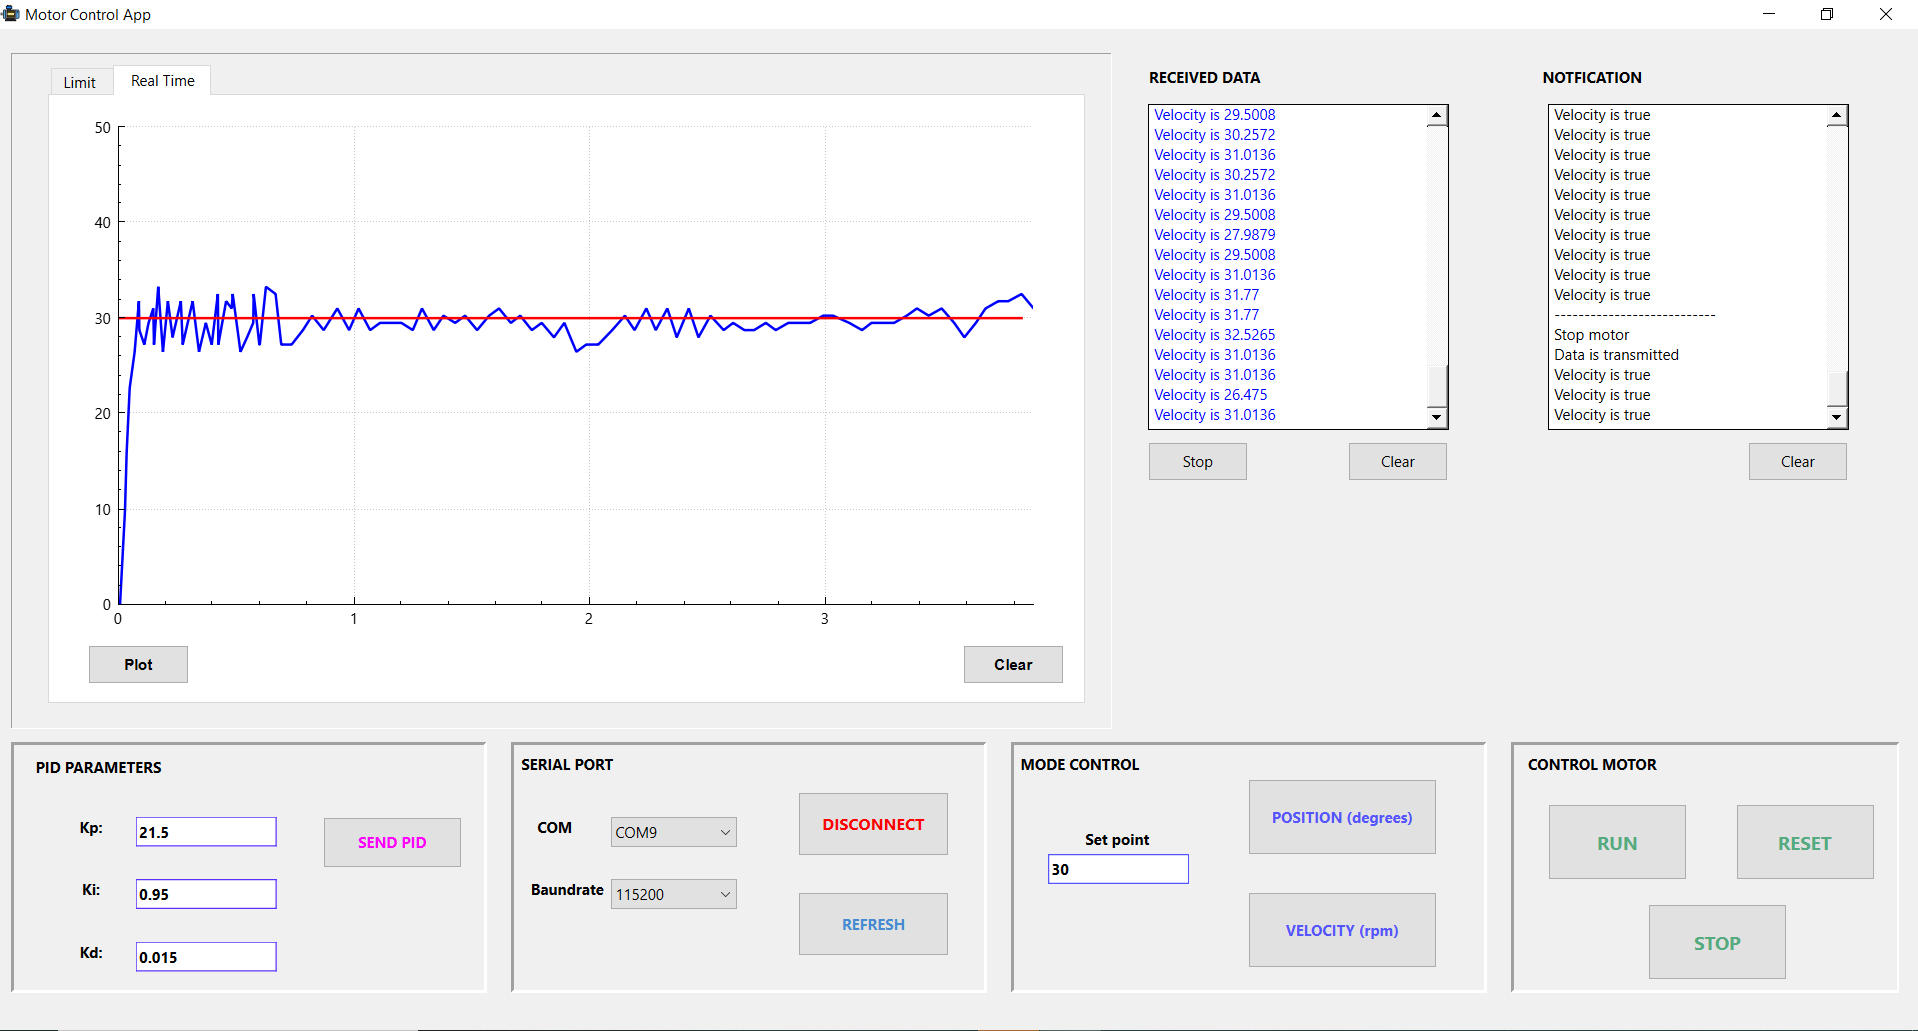 Motor Control App
Limit
Real Time
50
40
30
20
10
0
0
1
2
3
Plot
Clear
RECEIVED DATA
Velocity is 29.5008
Velocity is 30.2572
Velocity is 31.0136
Velocity is 30.2572
Velocity is 31.0136
Velocity is 29.5008
Velocity is 27.9879
Velocity is 29.5008
Velocity is 31.0136
Velocity is 31.77
Velocity is 31.77
Velocity is 32.5265
Velocity is 31.0136
Velocity is 31.0136
Velocity is 26.475
Velocity is 31.0136
Stop
Clear
NOTFICATION
Velocity is true
Velocity is true
Velocity is true
Velocity is true
Velocity is true
Velocity is true
Velocity is true
Velocity is true
Velocity is true
Velocity is true
---------------------------
Stop motor
Data is transmitted
Velocity is true
Velocity is true
Velocity is true
Clear
PID PARAMETERS
Kp:
21.5
SEND PID
Ki:
0.95
Kd:
0.015
SERIAL PORT
COM
COM9
DISCONNECT
Baundrate
115200
REFRESH
MODE CONTROL
Set point
30
POSITION (degrees)
VELOCITY (rpm)
CONTROL MOTOR
RUN
RESET
STOP